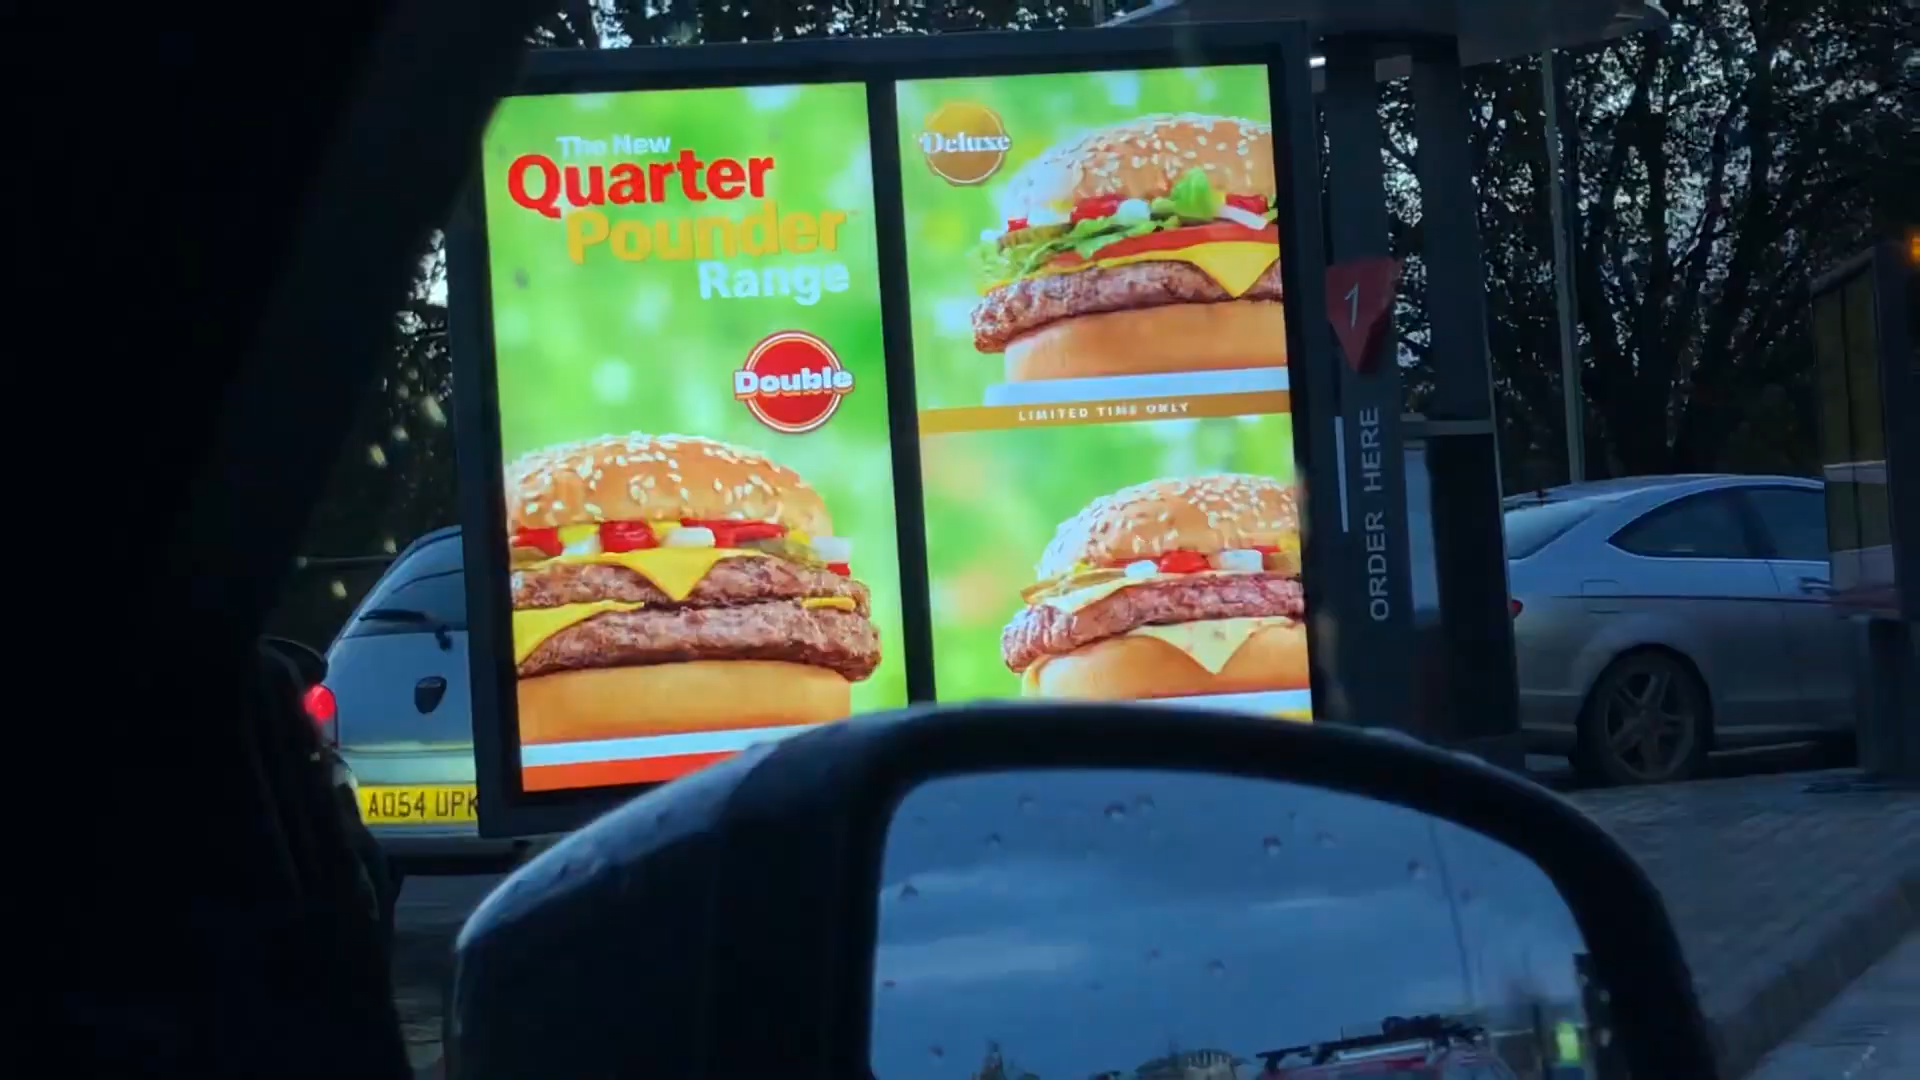 The New
Quarter
Pounder
Range
Double
Deluxe
LIMITED TIME ONLY
1
ORDER HERE
AO54 UPK